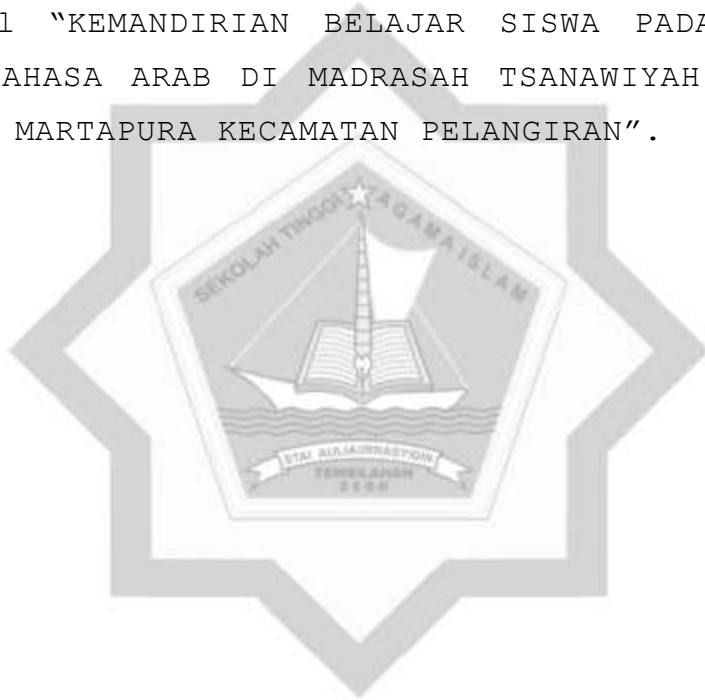 l “KEMANDIRIAN BELAJAR SISWA PADA
AHASA ARAB DI MADRASAH TSANAWIYAH
MARTAPURA KECAMATAN PELANGIRAN”.
SEKOLAH TINGGI AGAMA ISLAM
STAI AULIAURRASYIDIN
TEMBILAHAN